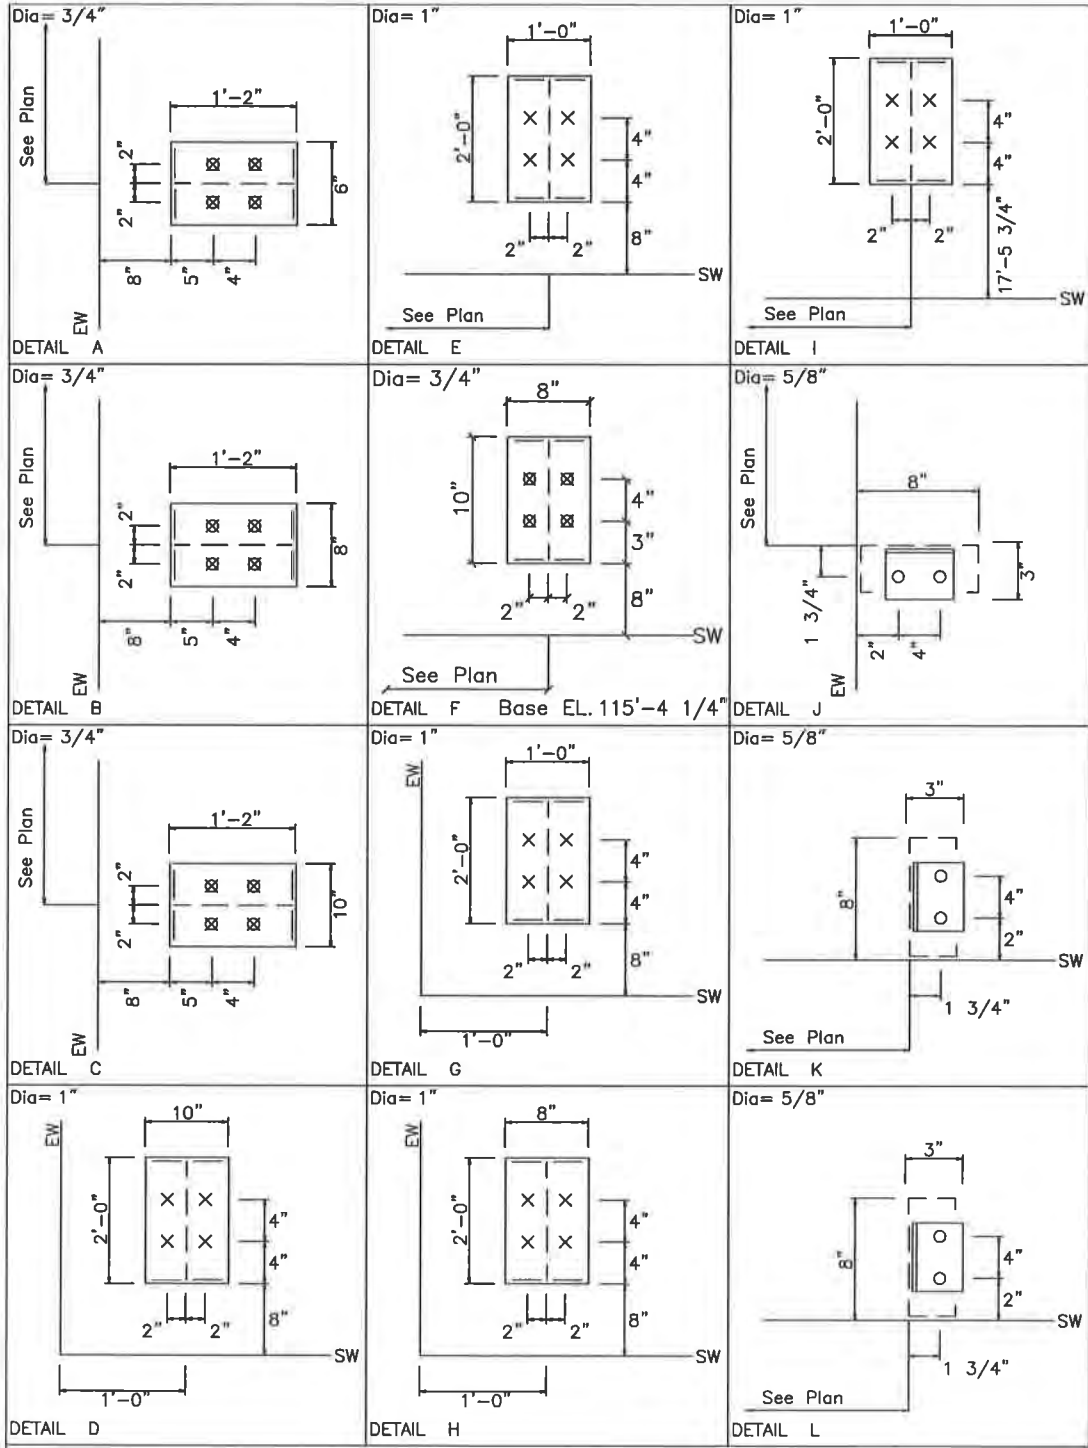 Dia= 3/4"
See Plan
1'-2"
2"
2"
6"
8"
5"
4"
EW
DETAIL A
Dia= 1"
1'-0"
2'-0"
4"
4"
8"
2"
2"
SW
See Plan
DETAIL E
Dia= 1"
1'-0"
2'-0"
4"
4"
17'-5 3/4"
2"
2"
SW
See Plan
DETAIL I
Dia= 3/4"
See Plan
1'-2"
2"
2"
8"
8"
5"
4"
EW
DETAIL B
Dia= 3/4"
8"
10"
4"
3"
8"
2"
2"
SW
See Plan
DETAIL F Base EL. 115'-4 1/4"
Dia= 5/8"
See Plan
8"
3"
1 3/4"
2"
4"
EW
DETAIL J
Dia= 3/4"
See Plan
1'-2"
2"
2"
10"
8"
5"
4"
EW
DETAIL C
Dia= 1"
EW
1'-0"
2'-0"
4"
4"
8"
2"
2"
SW
1'-0"
DETAIL G
Dia= 5/8"
3"
8"
4"
2"
SW
1 3/4"
See Plan
DETAIL K
Dia= 1"
EW
10"
2'-0"
4"
4"
8"
2"
2"
SW
1'-0"
DETAIL D
Dia= 1"
EW
8"
2'-0"
4"
4"
8"
2"
2"
SW
1'-0"
DETAIL H
Dia= 5/8"
3"
8"
4"
2"
SW
1 3/4"
See Plan
DETAIL L